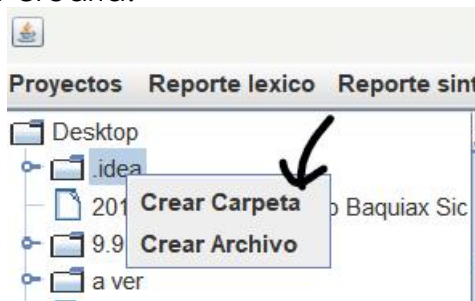 Proyectos Reporte lexico Reporte sint
Desktop
.idea
Crear Carpeta
201 Baquiax Sic
9.9 Crear Archivo
a ver